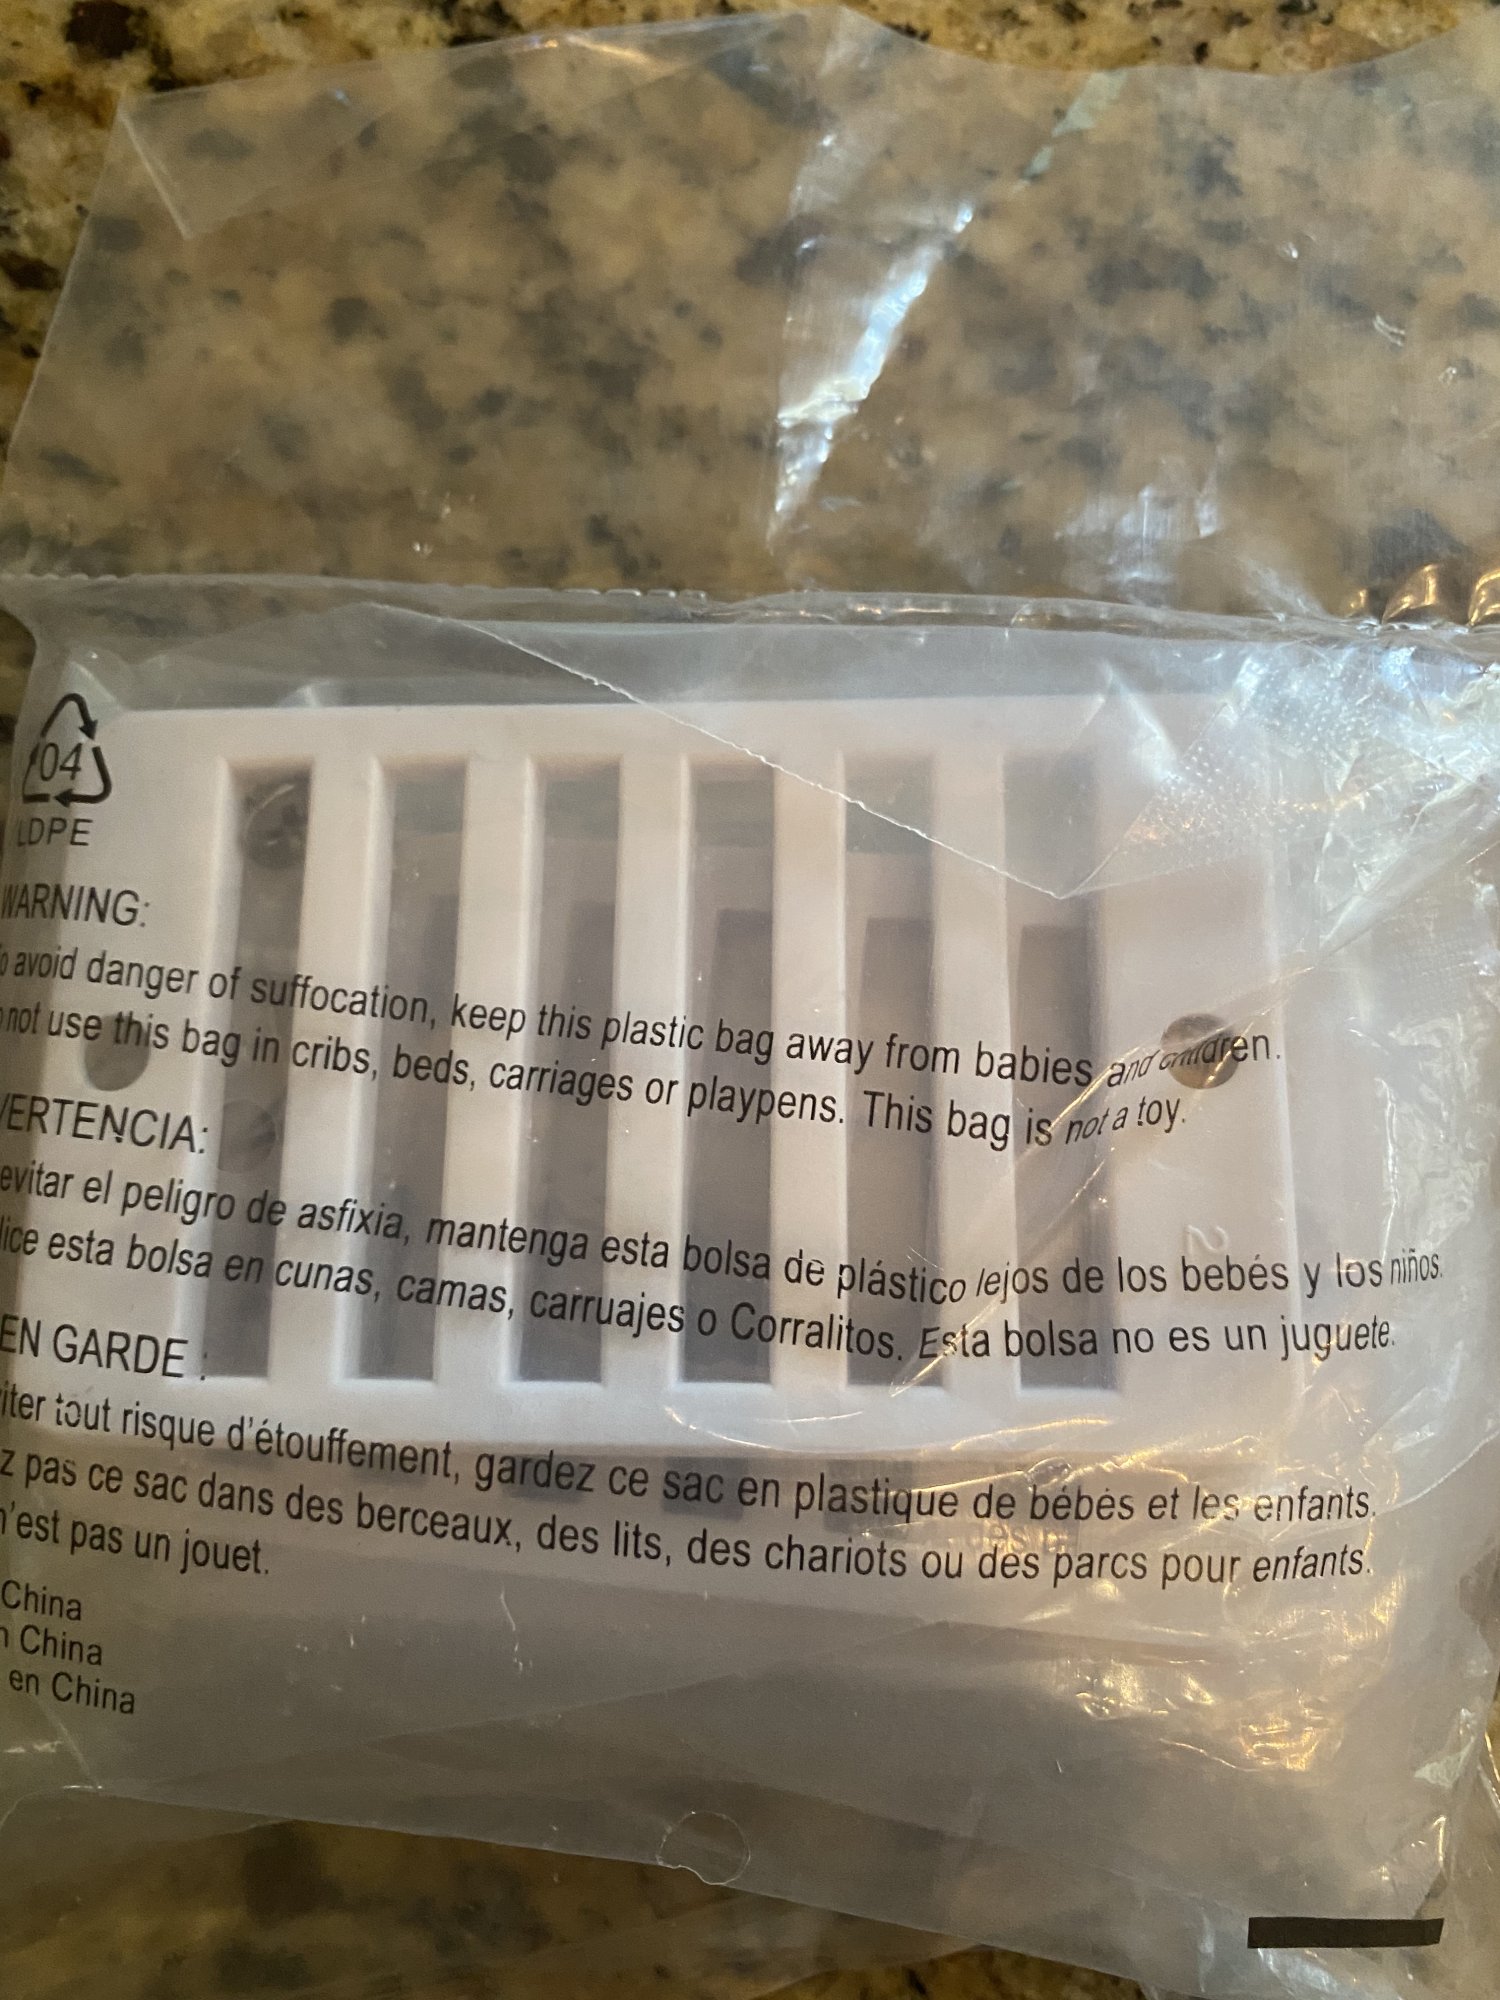 04
LDPE
WARNING:
avoid danger of suffocation, keep this plastic bag away from babies and children.
not use this bag in cribs, beds, carriages or playpens. This bag is not a toy.
VERTENCIA:
evitar el peligro de asfixia, mantenga esta bolsa de plástico lejos de los bebés y los niños.
lice esta bolsa en cunas, camas, carruajes o Corralitos. Esta bolsa no es un juguete.
EN GARDE :
iter tout risque d'étouffement, gardez ce sac en plastique de bébés et les enfants.
z pas ce sac dans des berceaux, des lits, des chariots ou des parcs pour enfants.
n'est pas un jouet.
China
n China
en China